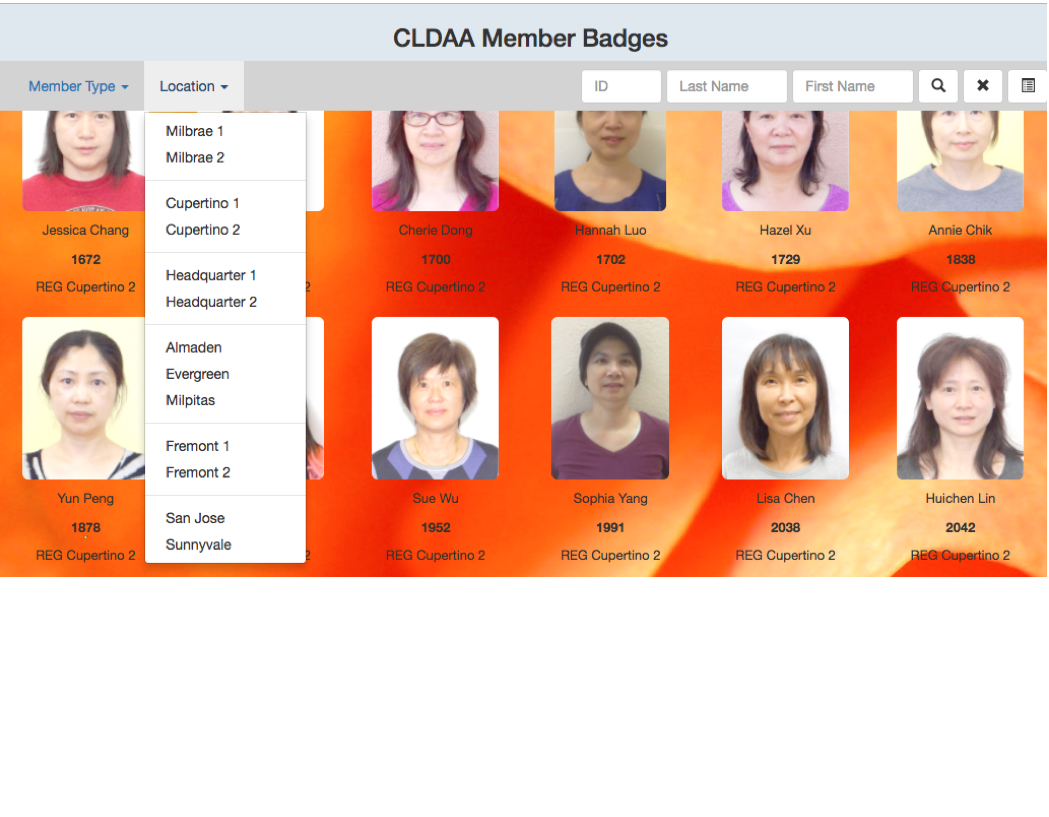 CLDAA Member Badges
Member Type Location ID Last Name First Name
Milbrae 1
Milbrae 2
Cupertino 1
Cupertino 2
Headquarter 1
Headquarter 2
Almaden
Evergreen
Milpitas
Fremont 1
Fremont 2
San Jose
Sunnyvale
Jessica Chang Cherie Dong Hannah Luo Hazel Xu Annie Chik
1672 1700 1702 1729 1838
REG Cupertino 2 2 REG Cupertino 2 REG Cupertino 2 REG Cupertino 2 REG Cupertino 2
Yun Peng Sue Wu Sophia Yang Lisa Chen Huichen Lin
1878 1952 1991 2038 2042
REG Cupertino 2 2 REG Cupertino 2 REG Cupertino 2 REG Cupertino 2 REG Cupertino 2